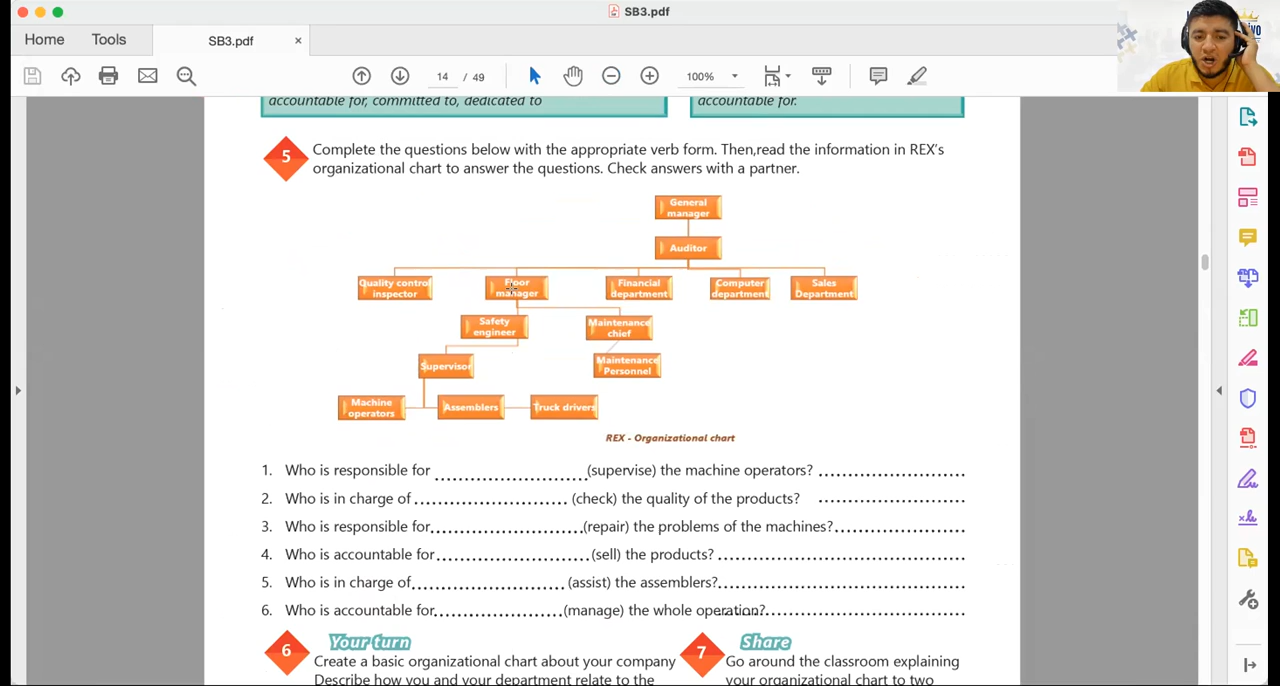 SB3.pdf
Home
Tools
SB3.pdf
×
14 / 49
100%
accountable for, committed to, dedicated to
accountable for.
5
Complete the questions below with the appropriate verb form. Then,read the information in REX's
organizational chart to answer the questions. Check answers with a partner.
General
manager
Auditor
Quality control
inspector
Floor
manager
Financial
department
Computer
department
Sales
Department
Safety
engineer
Maintenance
chief
Supervisor
Maintenance
Personnel
Machine
operators
Assemblers
Truck drivers
REX - Organizational chart
1. Who is responsible for ............................(supervise) the machine operators? ............................
2. Who is in charge of ............................ (check) the quality of the products? ............................
3. Who is responsible for............................(repair) the problems of the machines?............................
4. Who is accountable for............................ (sell) the products? ............................
5. Who is in charge of............................ (assist) the assemblers?............................
6. Who is accountable for............................(manage) the whole operation?............................
6
Your turn
Create a basic organizational chart about your company
Describe how you and your department relate to the
7
Share
Go around the classroom explaining
your organizational chart to two